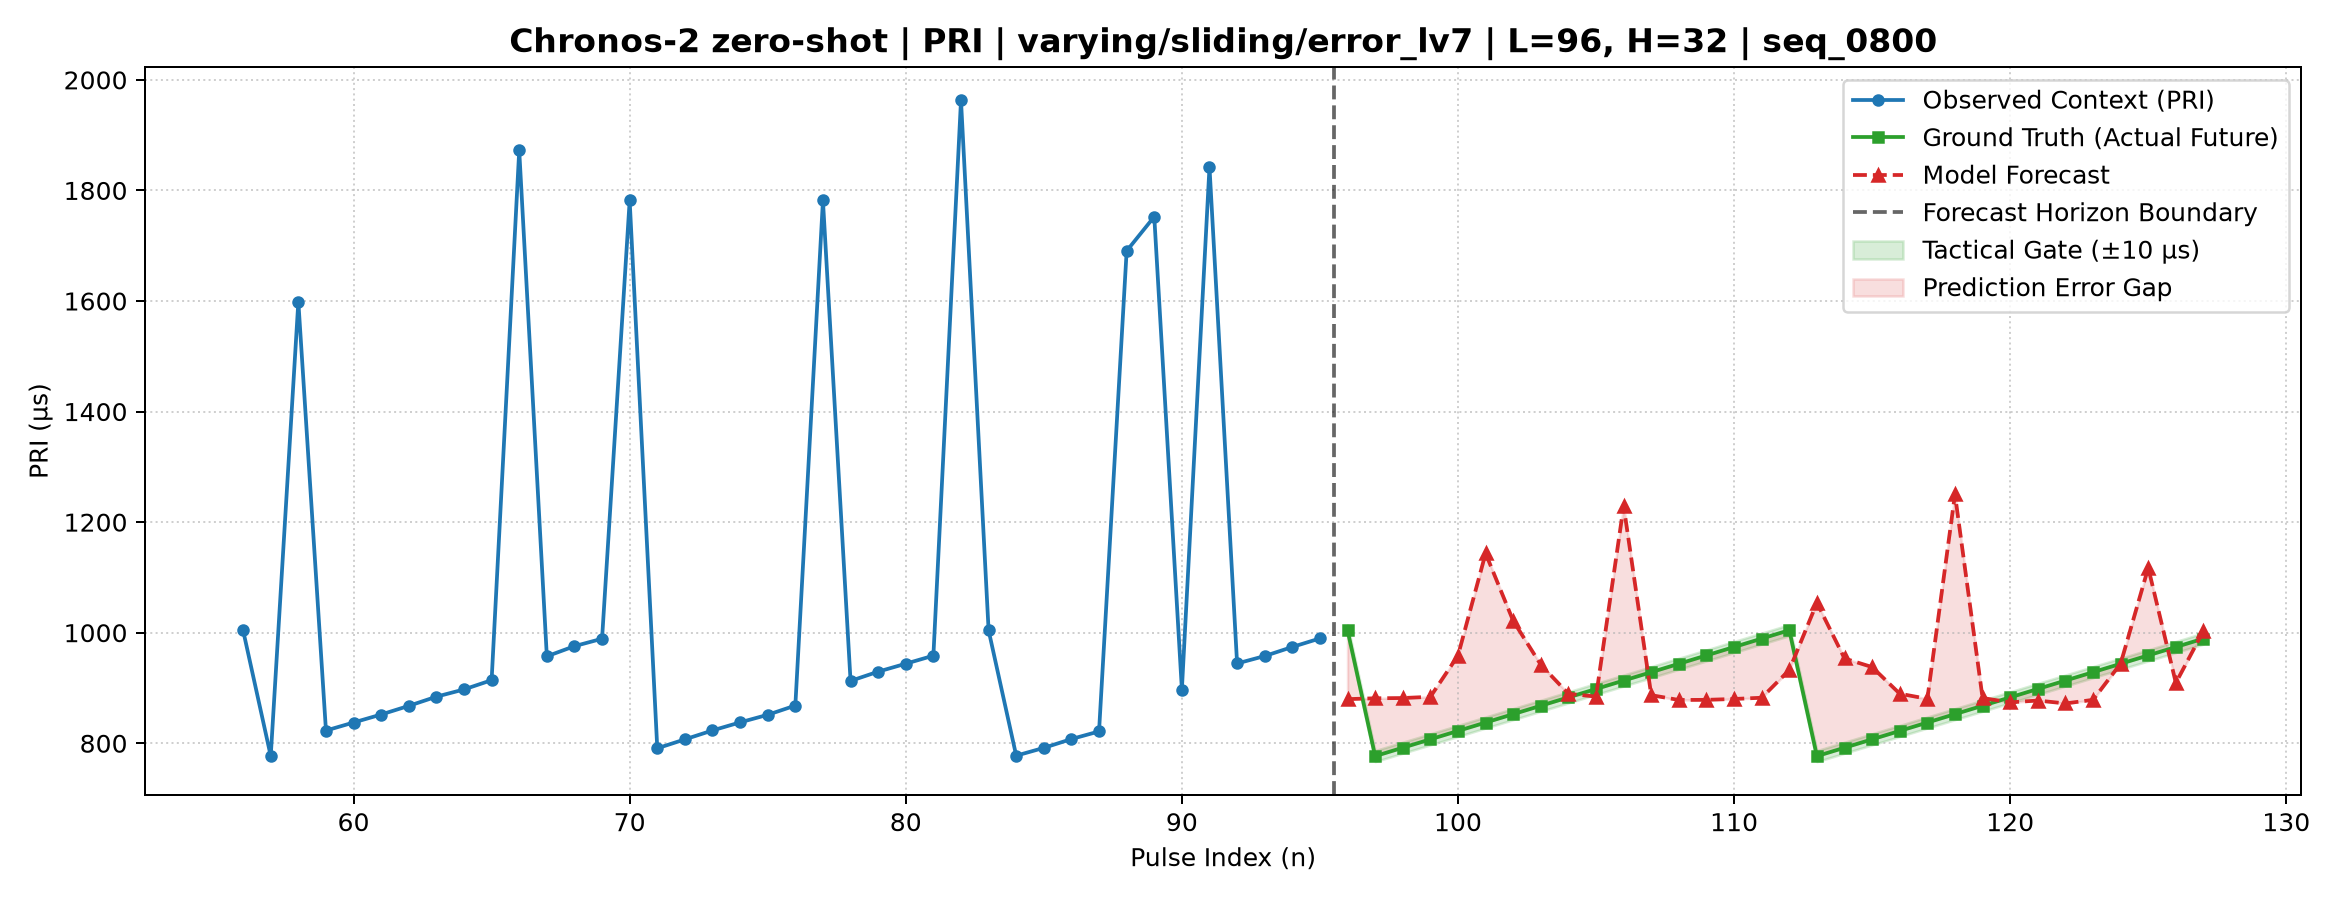 Chronos-2 zero-shot | PRI | varying/sliding/error_lv7 | L=96, H=32 | seq_0800
PRI (µs)
2000
1800
1600
1400
1200
1000
800
Observed Context (PRI)
Ground Truth (Actual Future)
Model Forecast
Forecast Horizon Boundary
Tactical Gate (±10 µs)
Prediction Error Gap
60 70 80 90 100 110 120 130
Pulse Index (n)